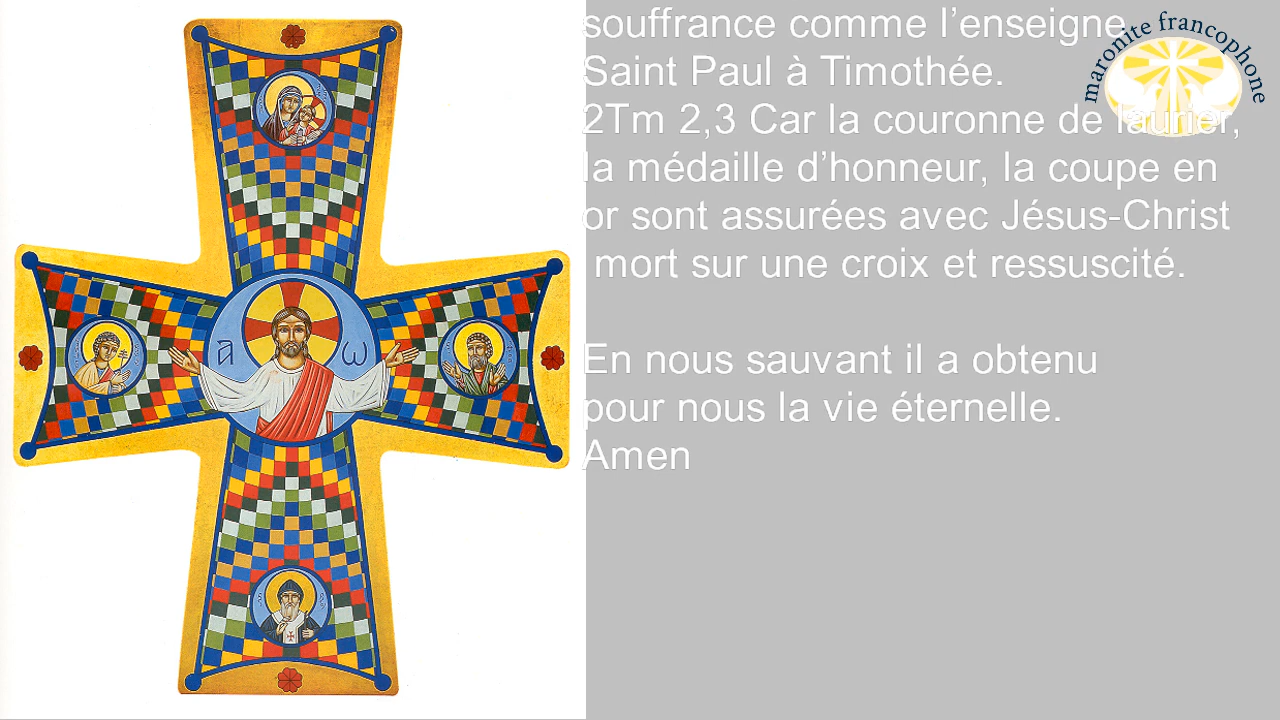 souffrance comme l’enseigne
Saint Paul à Timothée.
2Tm 2,3 Car la couronne de laurier,
la médaille d’honneur, la coupe en
or sont assurées avec Jésus-Christ
mort sur une croix et ressuscité.
En nous sauvant il a obtenu
pour nous la vie éternelle.
Amen
maronite francophone
ā ω